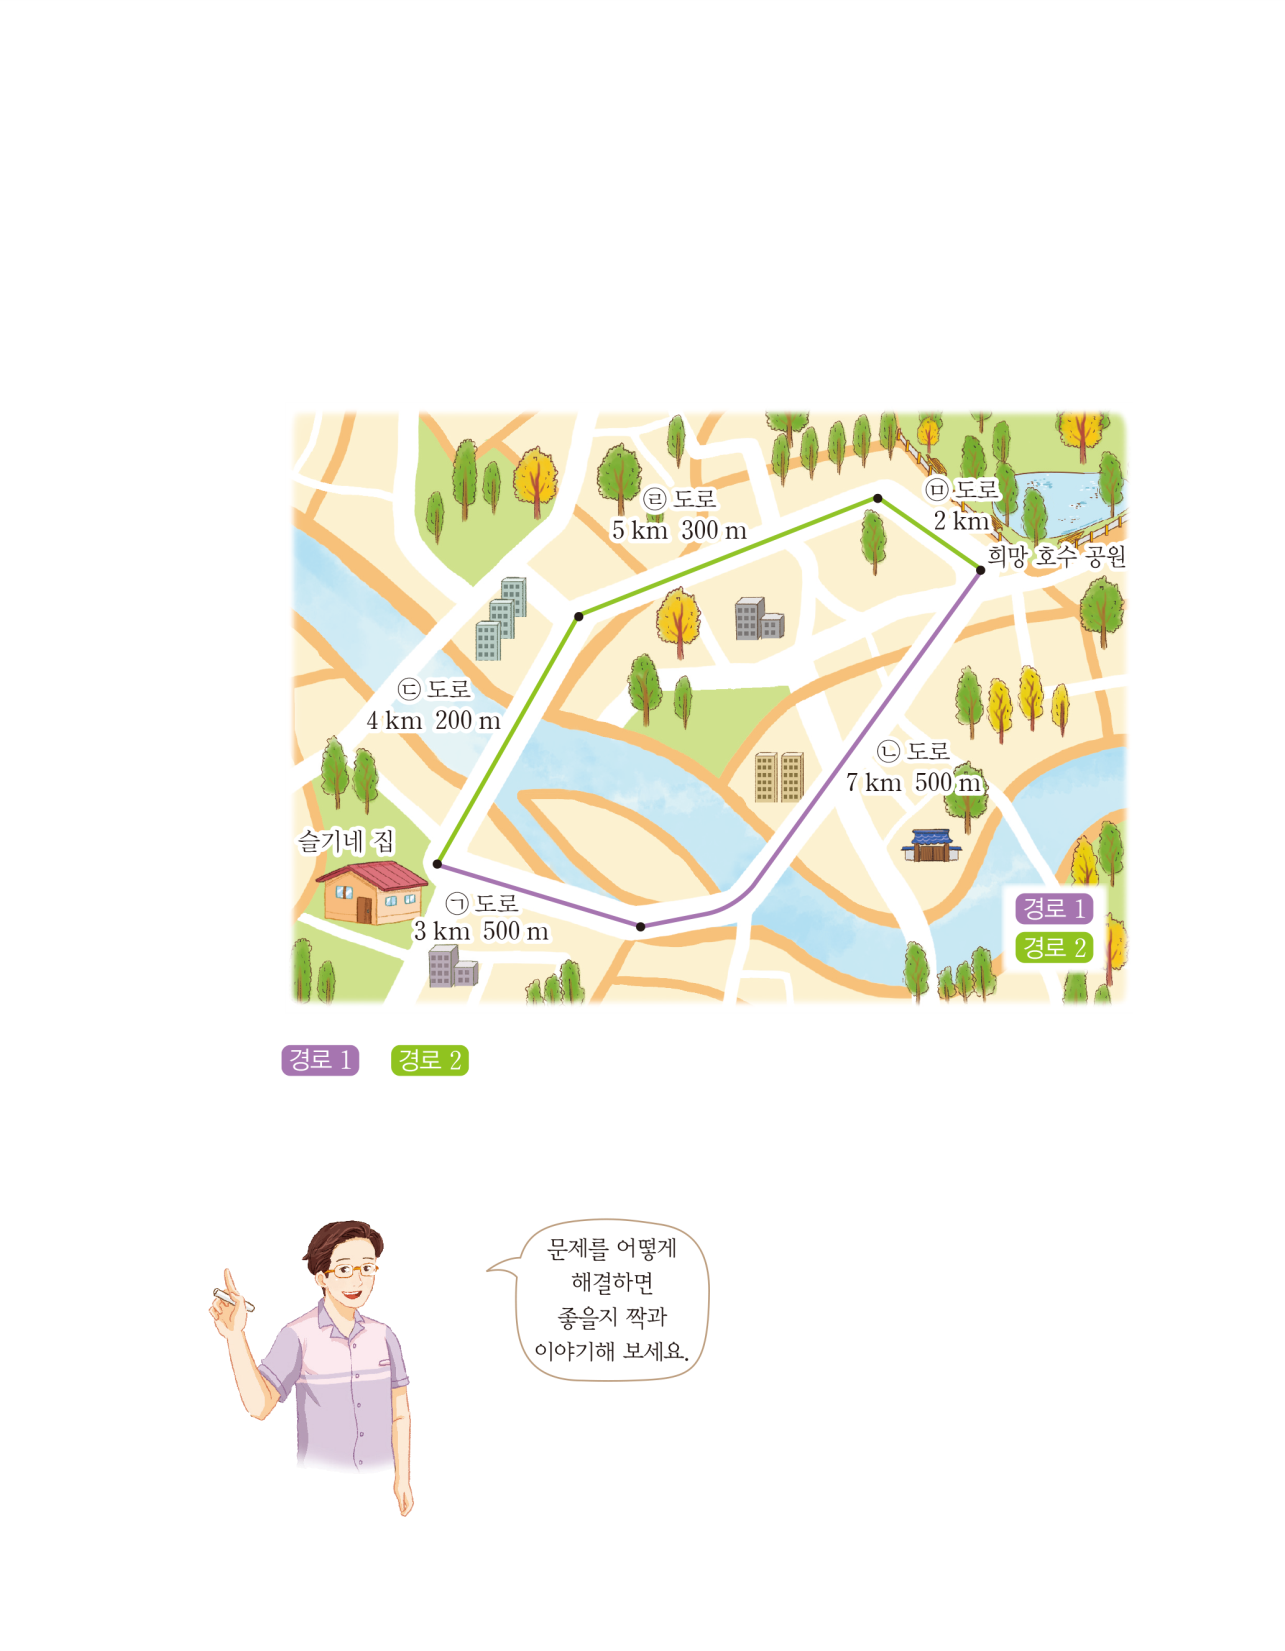 ㉣ 도로
5 km 300 m
㉤ 도로
2 km
희망 호수 공원
㉢ 도로
4 km 200 m
㉡ 도로
7 km 500 m
슬기네 집
㉠ 도로
3 km 500 m
경로 1
경로 2
경로 1 경로 2
문제를 어떻게
해결하면
좋을지 짝과
이야기해 보세요.